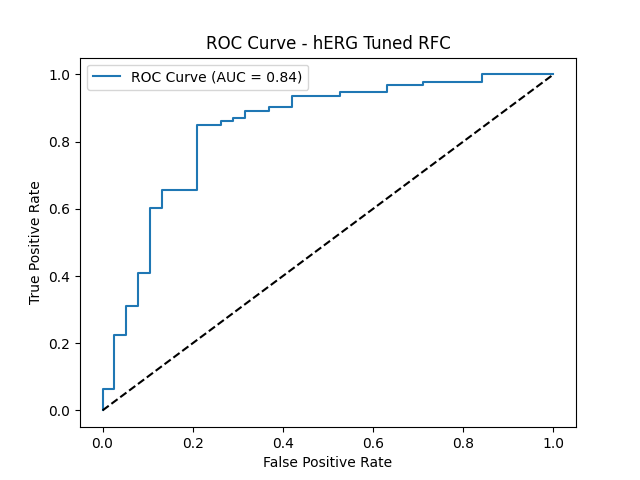 ROC Curve - hERG Tuned RFC
ROC Curve (AUC = 0.84)
1.0
0.8
0.6
0.4
0.2
0.0
True Positive Rate
0.0 0.2 0.4 0.6 0.8 1.0
False Positive Rate